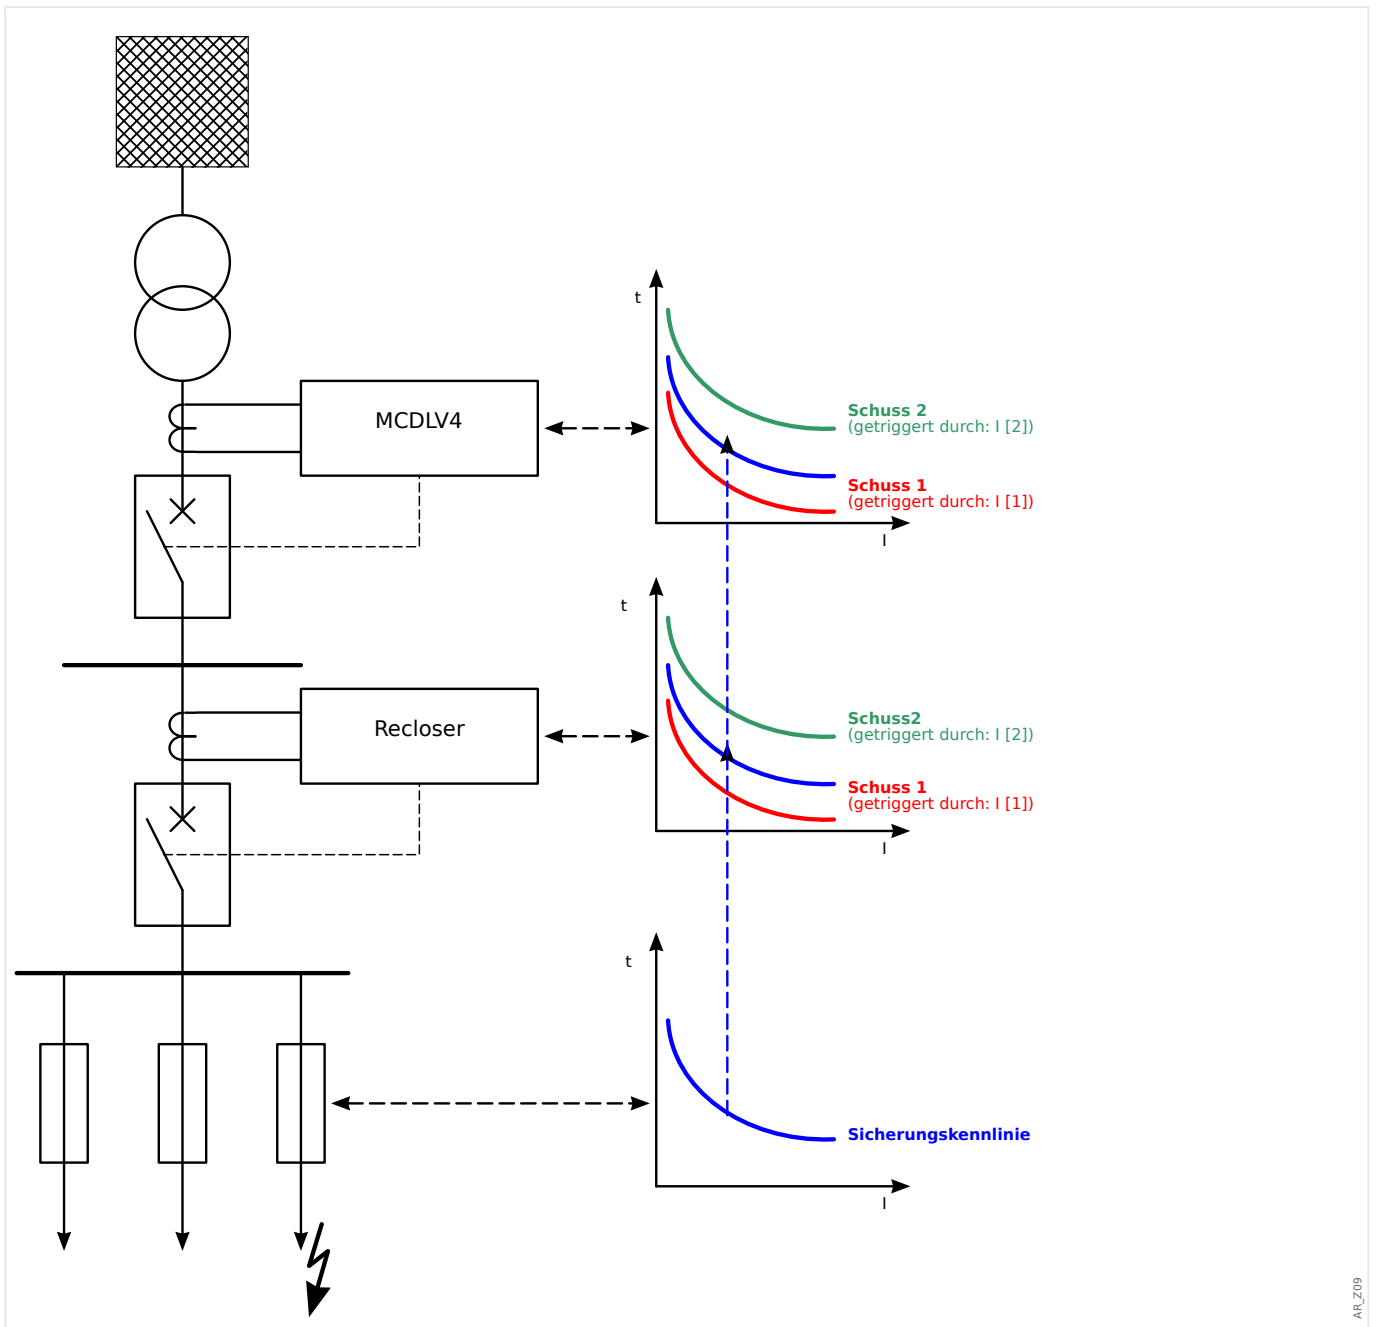 t
MCDLV4
Schuss 2
(getriggert durch: I [2])
Schuss 1
(getriggert durch: I [1])
I
t
Recloser
Schuss2
(getriggert durch: I [2])
Schuss 1
(getriggert durch: I [1])
I
t
Sicherungskennlinie
I
AR_Z09